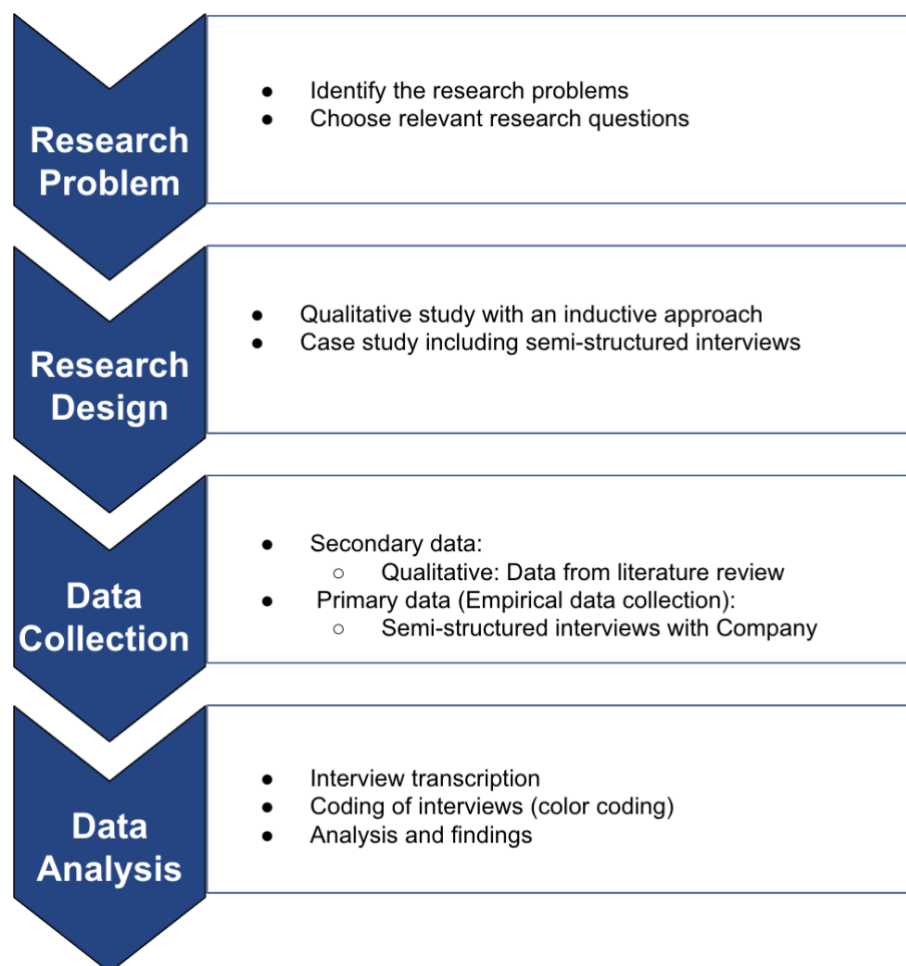 Research
Problem
● Identify the research problems
● Choose relevant research questions
Research
Design
● Qualitative study with an inductive approach
● Case study including semi-structured interviews
Data
Collection
● Secondary data:
○ Qualitative: Data from literature review
● Primary data (Empirical data collection):
○ Semi-structured interviews with Company
Data
Analysis
● Interview transcription
● Coding of interviews (color coding)
● Analysis and findings